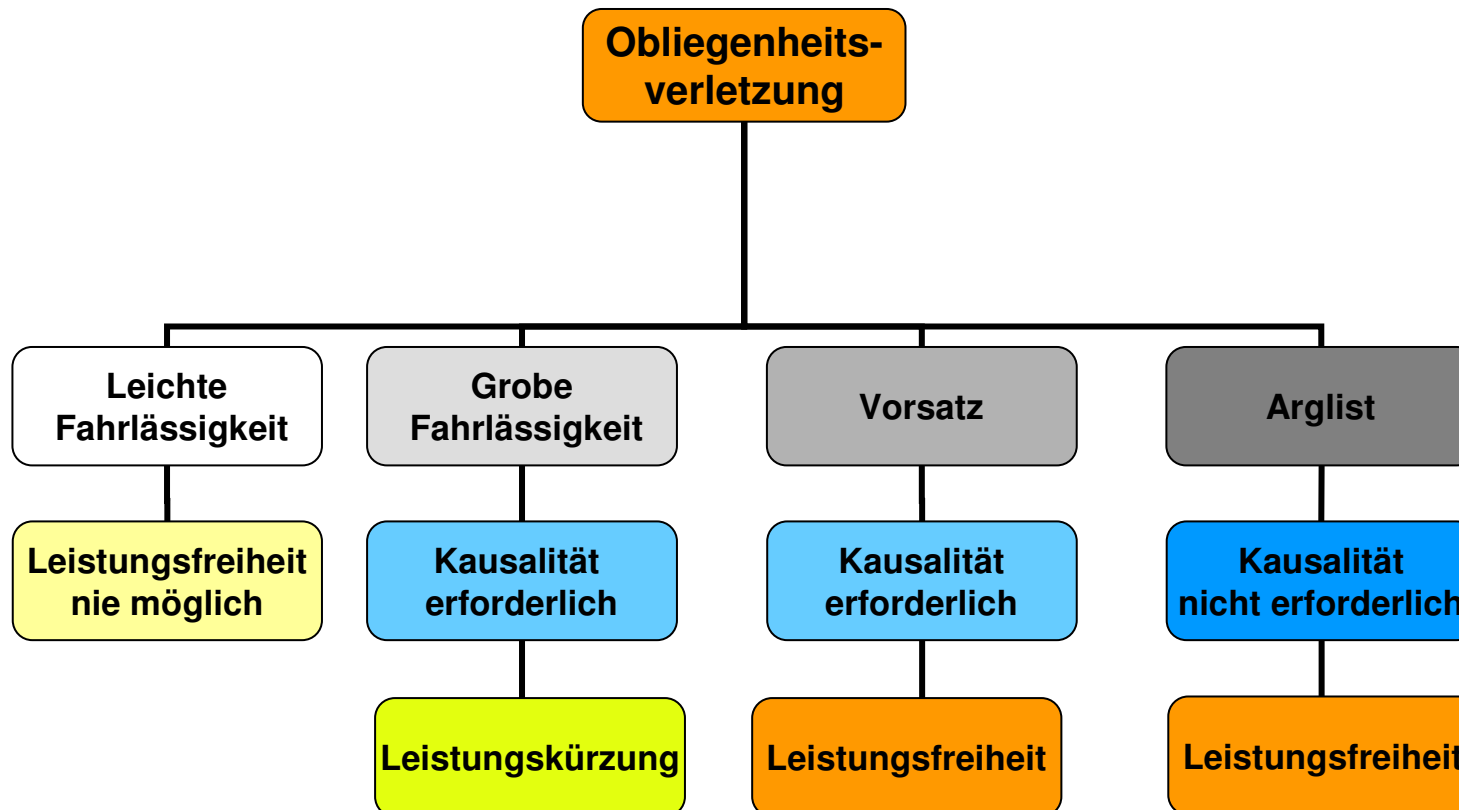 Obliegenheits-
verletzung
Leichte
Fahrlässigkeit
Grobe
Fahrlässigkeit
Vorsatz
Arglist
Leistungsfreiheit
nie möglich
Kausalität
erforderlich
Kausalität
erforderlich
Kausalität
nicht erforderlich
Leistungskürzung
Leistungsfreiheit
Leistungsfreiheit